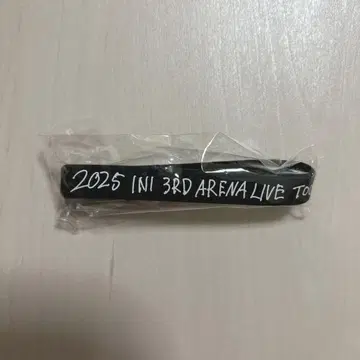 2025 INI 3RD ARENA LIVE TO